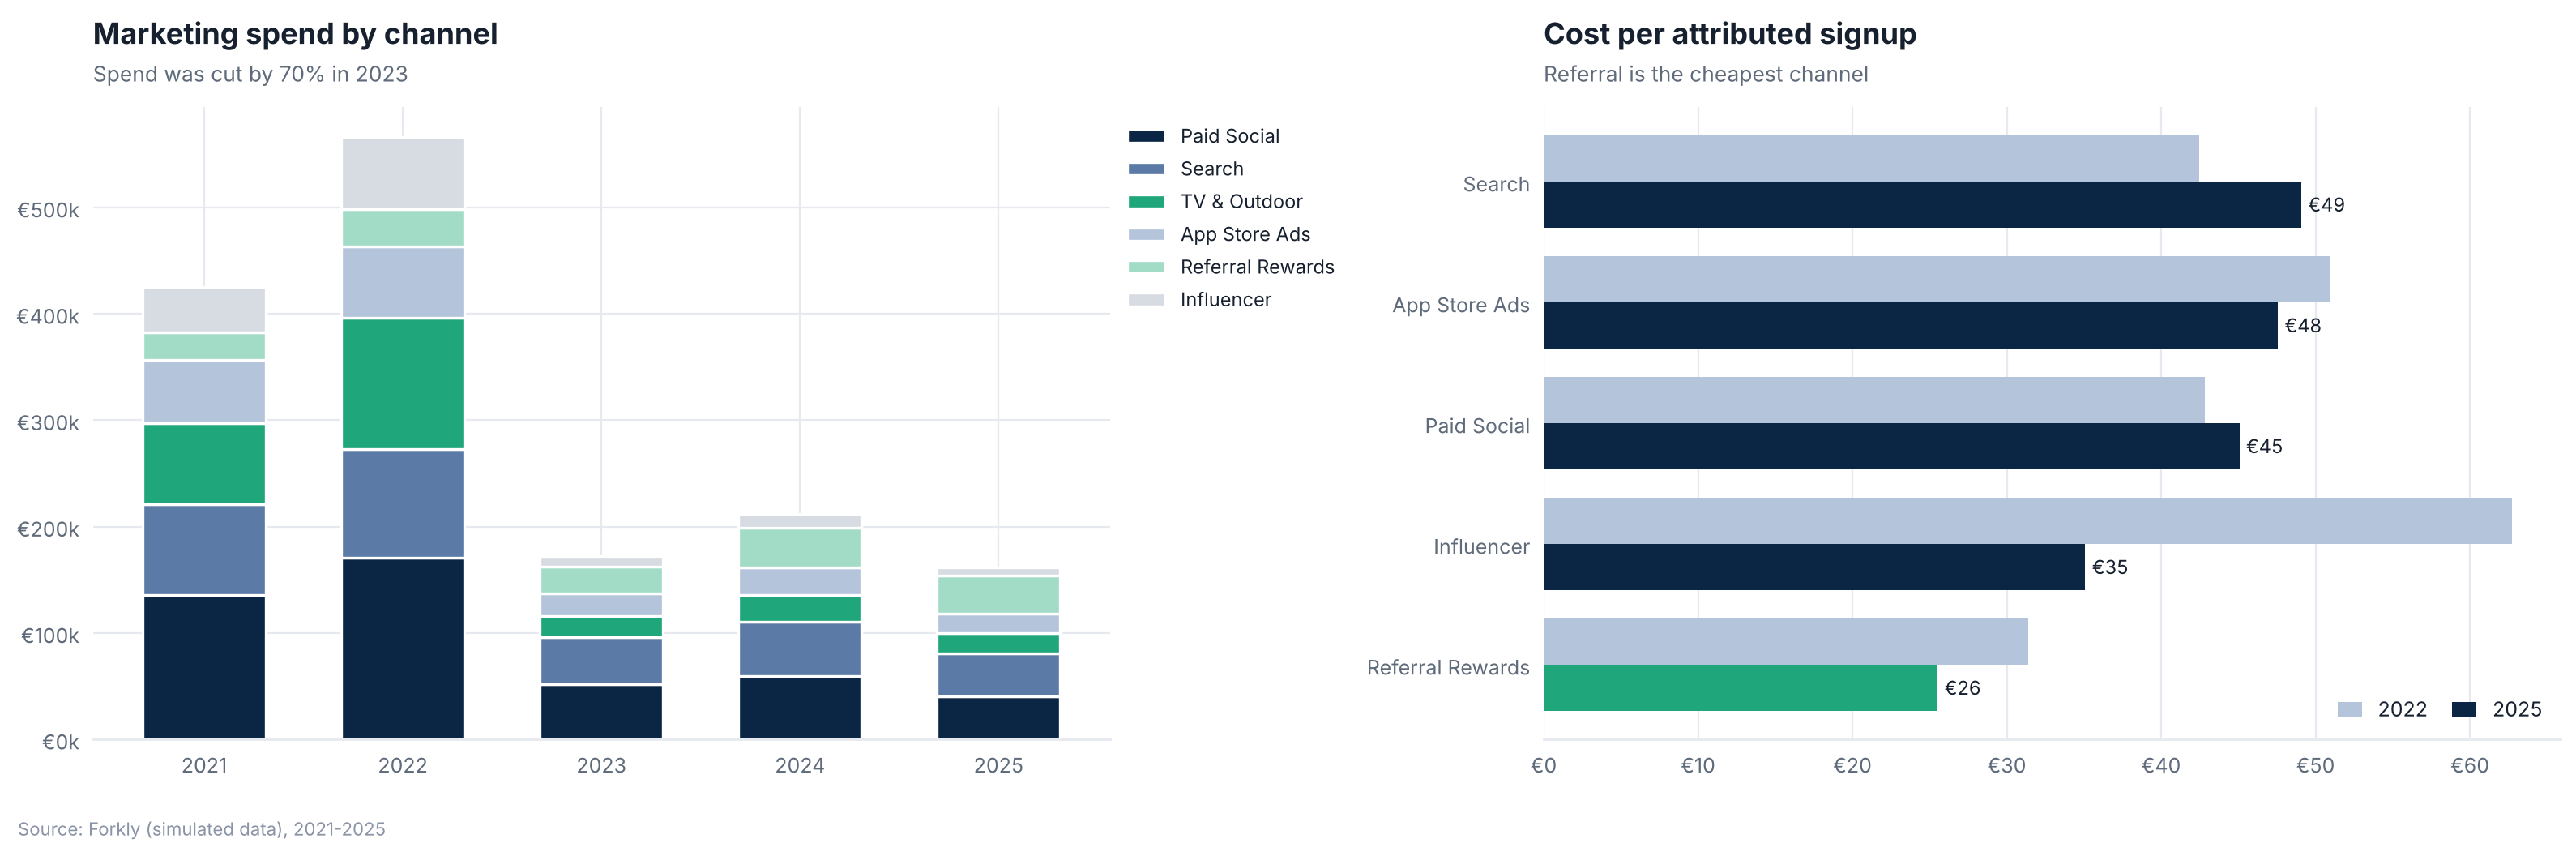 Marketing spend by channel
Spend was cut by 70% in 2023
€500k
€400k
€300k
€200k
€100k
€0k
2021
2022
2023
2024
2025
Paid Social
Search
TV & Outdoor
App Store Ads
Referral Rewards
Influencer
Cost per attributed signup
Referral is the cheapest channel
Search
€49
App Store Ads
€48
Paid Social
€45
Influencer
€35
Referral Rewards
€26
2022
2025
€0
€10
€20
€30
€40
€50
€60
Source: Forkly (simulated data), 2021-2025